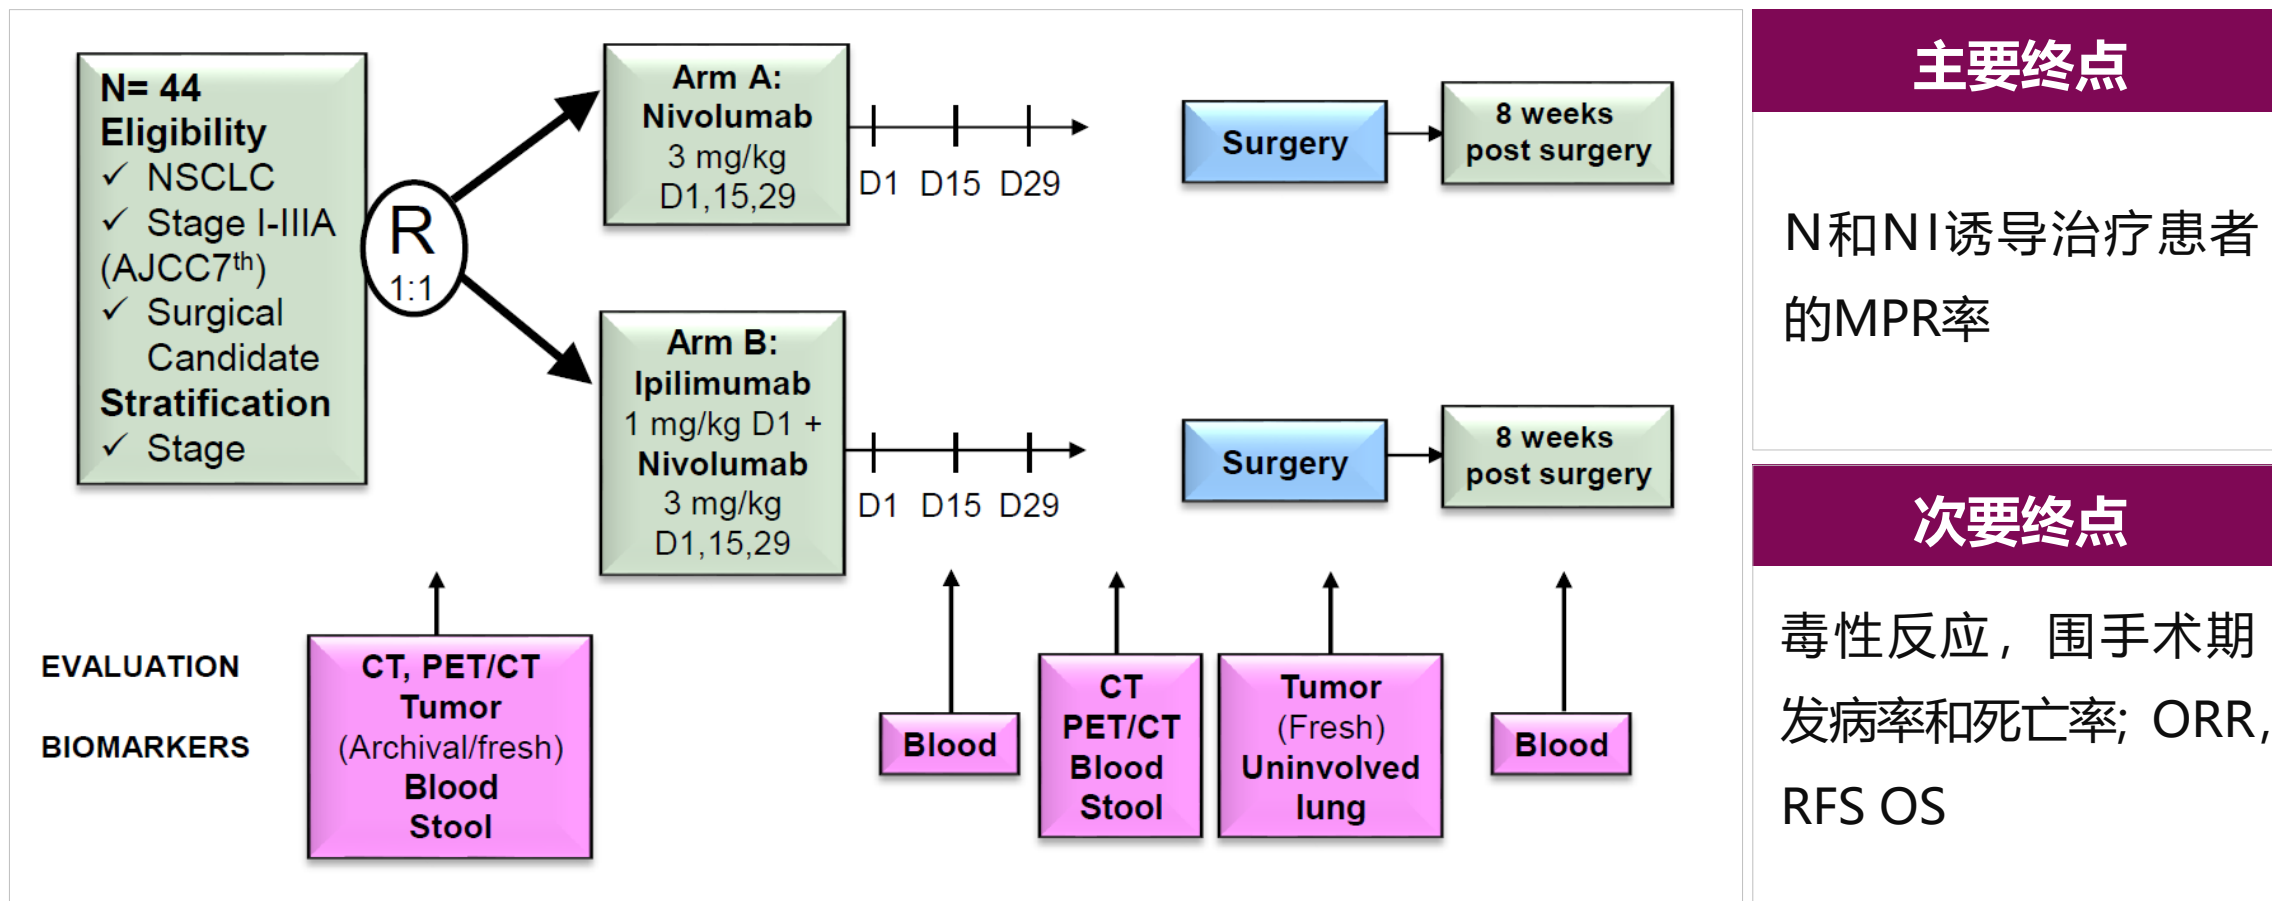 N= 44
Eligibility
✓ NSCLC
✓ Stage I-IIIA
(AJCC7th)
✓ Surgical
Candidate
Stratification
✓ Stage
R
1:1
Arm A:
Nivolumab
3 mg/kg
D1,15,29
D1 D15 D29
Surgery
8 weeks
post surgery
Arm B:
Ipilimumab
1 mg/kg D1 +
Nivolumab
3 mg/kg
D1,15,29
D1 D15 D29
Surgery
8 weeks
post surgery
EVALUATION
BIOMARKERS
CT, PET/CT
Tumor
(Archival/fresh)
Blood
Stool
Blood
CT
PET/CT
Blood
Stool
Tumor
(Fresh)
Uninvolved
lung
Blood
主要终点
N和NI诱导治疗患者
的MPR率
次要终点
毒性反应，围手术期
发病率和死亡率; ORR,
RFS OS